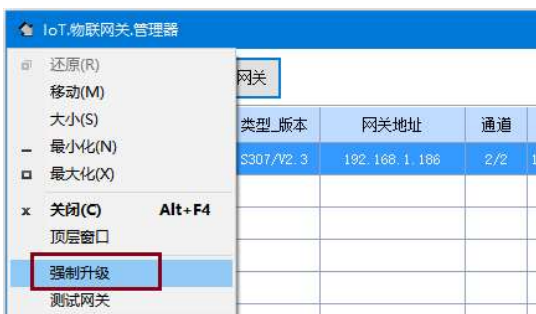 IoT.物联网关.管理器
还原(R)
移动(M)
大小(S)
最小化(N)
最大化(X)
关闭(C) Alt+F4
顶层窗口
强制升级
测试网关
网关
类型_版本 网关地址 通道
S307/V2.3 192.168.1.186 2/2 1